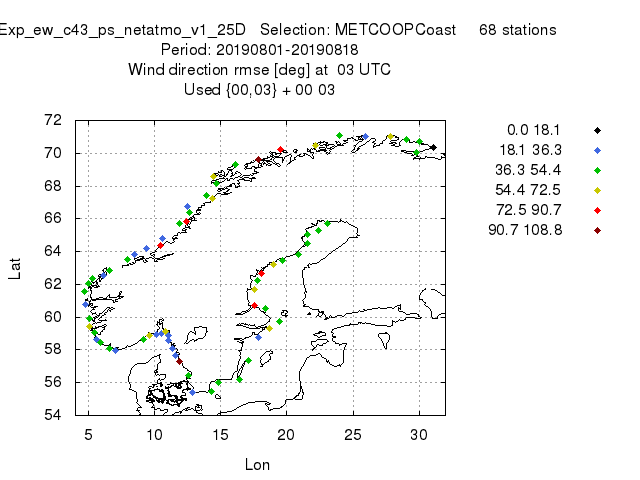 Exp_ew_c43_ps_netatmo_v1_25D Selection: METCOOPCoast 68 stations
Period: 20190801-20190818
Wind direction rmse [deg] at 03 UTC
Used {00,03} + 00 03
72
70
68
66
64
62
60
58
56
54
Lat
5 10 15 20 25 30
Lon
0.0 18.1
18.1 36.3
36.3 54.4
54.4 72.5
72.5 90.7
90.7 108.8